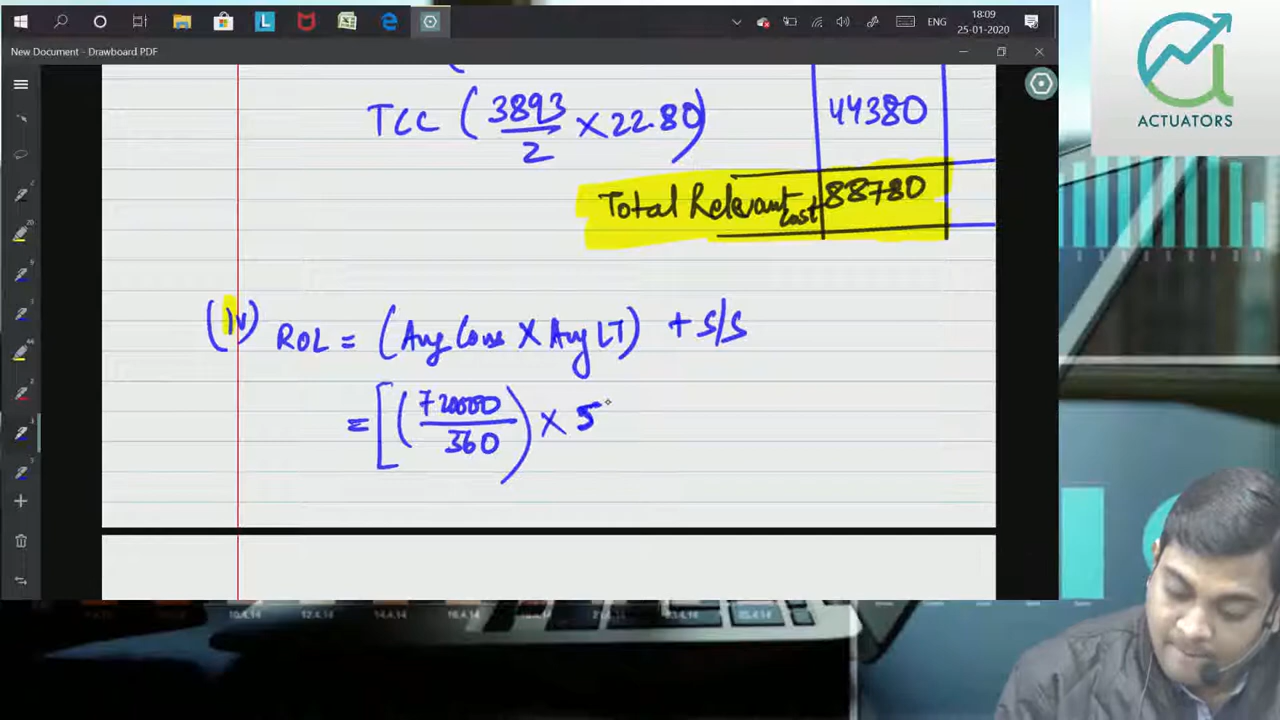 18:09
ENG
25-01-2020
New Document - Drawboard PDF
TCC ( 3893 / 2 × 22.80 ) 44380
Total Relevant cost 88780
(iv) ROL = (Avg Cons × Avg LT) + S/S
= [ ( 720000 / 360 ) × 5
ACTUATORS